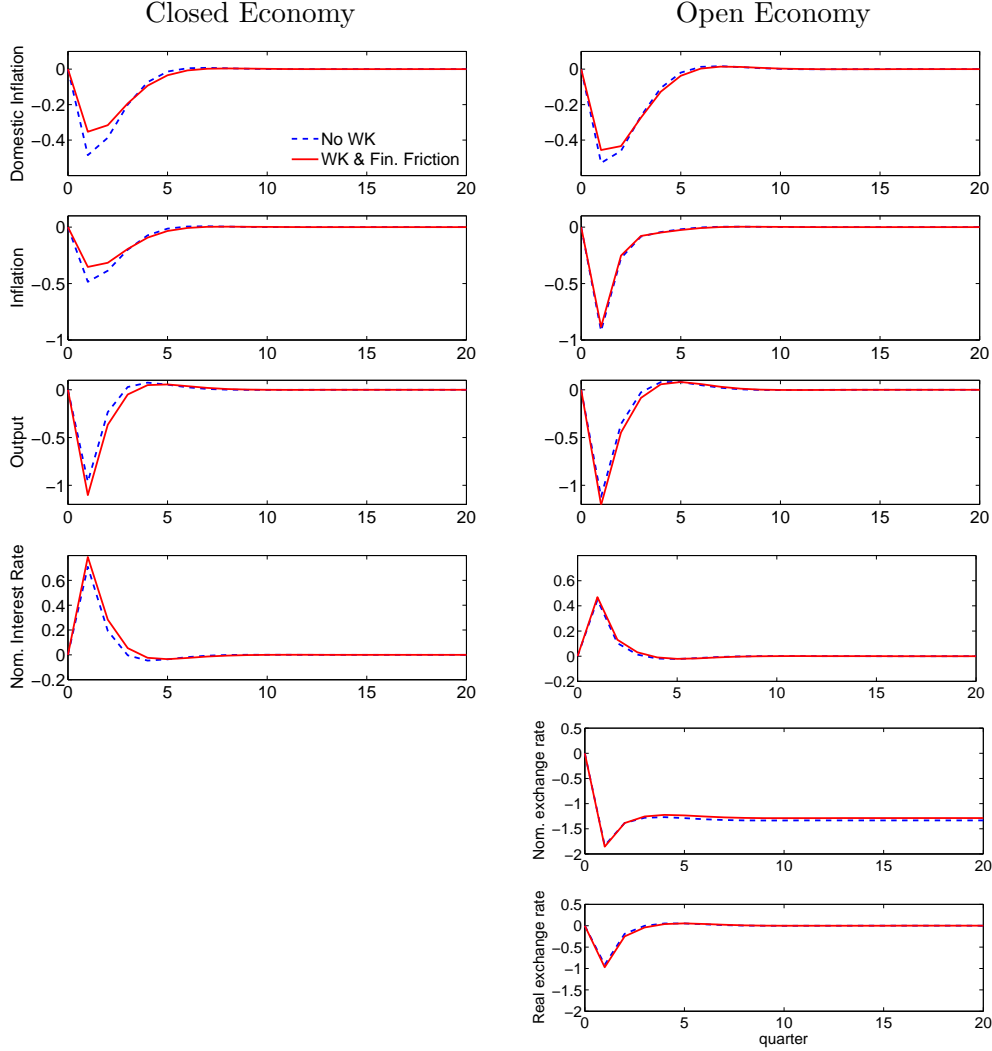 Closed Economy
Open Economy
Domestic Inflation
0
−0.2
−0.4
No WK
WK & Fin. Friction
0 5 10 15 20
0
−0.2
−0.4
0 5 10 15 20
Inflation
0
−0.5
−1
0 5 10 15 20
0
−0.5
−1
0 5 10 15 20
Output
0
−0.5
−1
0 5 10 15 20
0
−0.5
−1
0 5 10 15 20
Nom. Interest Rate
0.6
0.4
0.2
0
−0.2
0 5 10 15 20
0.6
0.4
0.2
0
−0.2
0 5 10 15 20
Nom. exchange rate
0.5
0
−0.5
−1
−1.5
−2
0 5 10 15 20
Real exchange rate
0.5
0
−0.5
−1
−1.5
−2
0 5 10 15 20
quarter